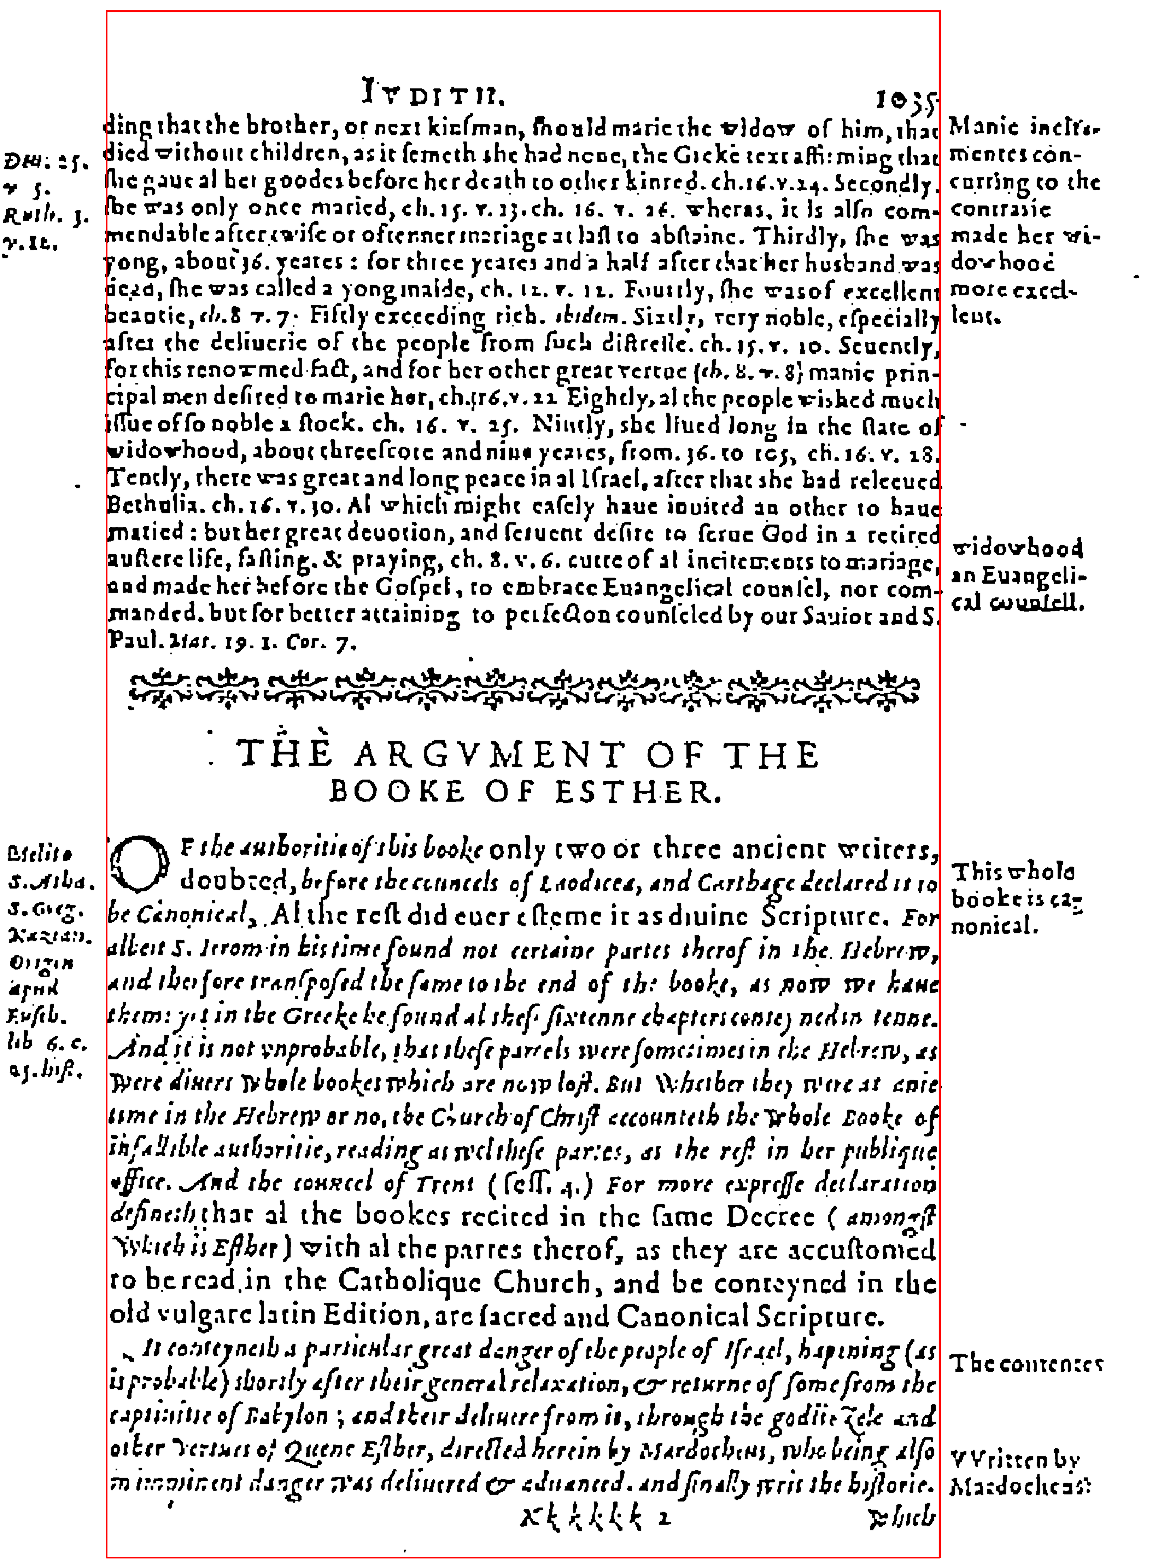 IVDITH. 1035
ding that the brother, or next kinſman, ſhould marie the widow of him, that
died without children, as it ſemeth ſhe had none, the Greke text affirming that
ſhe gaue al her goodes before her death to other kinred. ch.16.v.24. Secondly.
ſhe was only once maried, ch. 15. v. 23. ch. 16. v. 26. wheras, it is alſo com-
mendable after twiſe or oftenner mariage at laſt to abſtaine. Thirdly, ſhe was
yong, about 36. yeares : for three yeares and a half after that her husband was
dead, ſhe was called a yong maide, ch. 12. v. 12. Fourtly, ſhe was of excellent
beautie, ch. 8 v. 7. Fiftly exceeding rich. ibidem. Sixtly, very noble, eſpecially
after the deliuerie of the people from ſuch diſtreſſe. ch. 15. v. 10. Seuently,
for this renowmed fact, and for her other great vertue (ch. 8. v. 8) manie prin-
cipal men deſired to marie her, ch. 16. v. 22 Eightly, al the people wiſhed much
iſſue of ſo noble a ſtock. ch. 16. v. 25. Nintly, she liued long in the ſtate of
widowhood, about threeſcore and nine yeares, from. 36. to 105, ch. 16. v. 28.
Tently, there was great and long peace in al Iſrael, after that she had releeued
Bethulia. ch. 16. v. 30. Al which might eaſely haue inuited an other to haue
maried : but her great deuotion, and feruent deſire to ſerue God in a retired
auſtere life, faſting. & praying, ch. 8. v. 6. cutte of al incitements to mariage,
and made her before the Goſpel, to embrace Euangelical counſel, not com-
manded. but for better attaining to perfection counſeled by our Sauior and S.
Paul. Mat. 19. 1. Cor. 7.
Deu. 25.
v 5.
Ruth. 3.
v. 12.
Manie inſtru-
mentes con-
curring to the
contrarie
made her wi-
dowhood
more excel-
lent.
widowhood
an Euangeli-
cal counſell.
THE ARGVMENT OF THE
BOOKE OF ESTHER.
OF the authoritie of this booke only two or three ancient writers,
doubted, before the councels of Laodicea, and Carthage declared it to
be Canonical, Al the reſt did euer eſteme it as diuine Scripture. For
albeit S. Ierom in his time found not certaine partes therof in the Hebrew,
and therfore tranſpoſed the ſame to the end of the booke, as now we haue
them: yet in the Greeke he found al theſe ſixtenne chapters conteyned in tenne.
And it is not vnprobable, that theſe parcels were ſometimes in the Hebrew, as
were diuers whole bookes which are now loſt. But Whether they were at anie
time in the Hebrew or no, the Church of Chriſt accounteth the whole Booke of
infallible authoritie, reading as wel theſe partes, as the reſt in her publique
office. And the councel of Trent (ſeſſ. 4.) For more expreſſe declaration
defineth that al the bookes recited in the ſame Decree (amongſt
Which is Eſther) with al the partes therof, as they are accuſtomed
to be read in the Catholique Church, and be conteyned in the
old vulgare latin Edition, are ſacred and Canonical Scripture.
It conteyneth a particular great danger of the people of Iſrael, hapening (as
is probable) shortly after their general relaxation, & returne of ſome from the
captiuitie of Babylon ; and their deliuere from it, through the godlie zele and
other vertues of Quene Eſther, directed herein by Mardocheus, who being alſo
in imminent danger was deliuered & aduanced. and finally writ the hiſtorie.
Kkkkkk 2 Which
Melito
S. Atha.
S. Greg.
Nazian.
Origin
apud
Euſeb.
lib 6. c.
25. hiſt.
This whole
booke is ca-
nonical.
The contentes
VVritten by
Mardocheus: